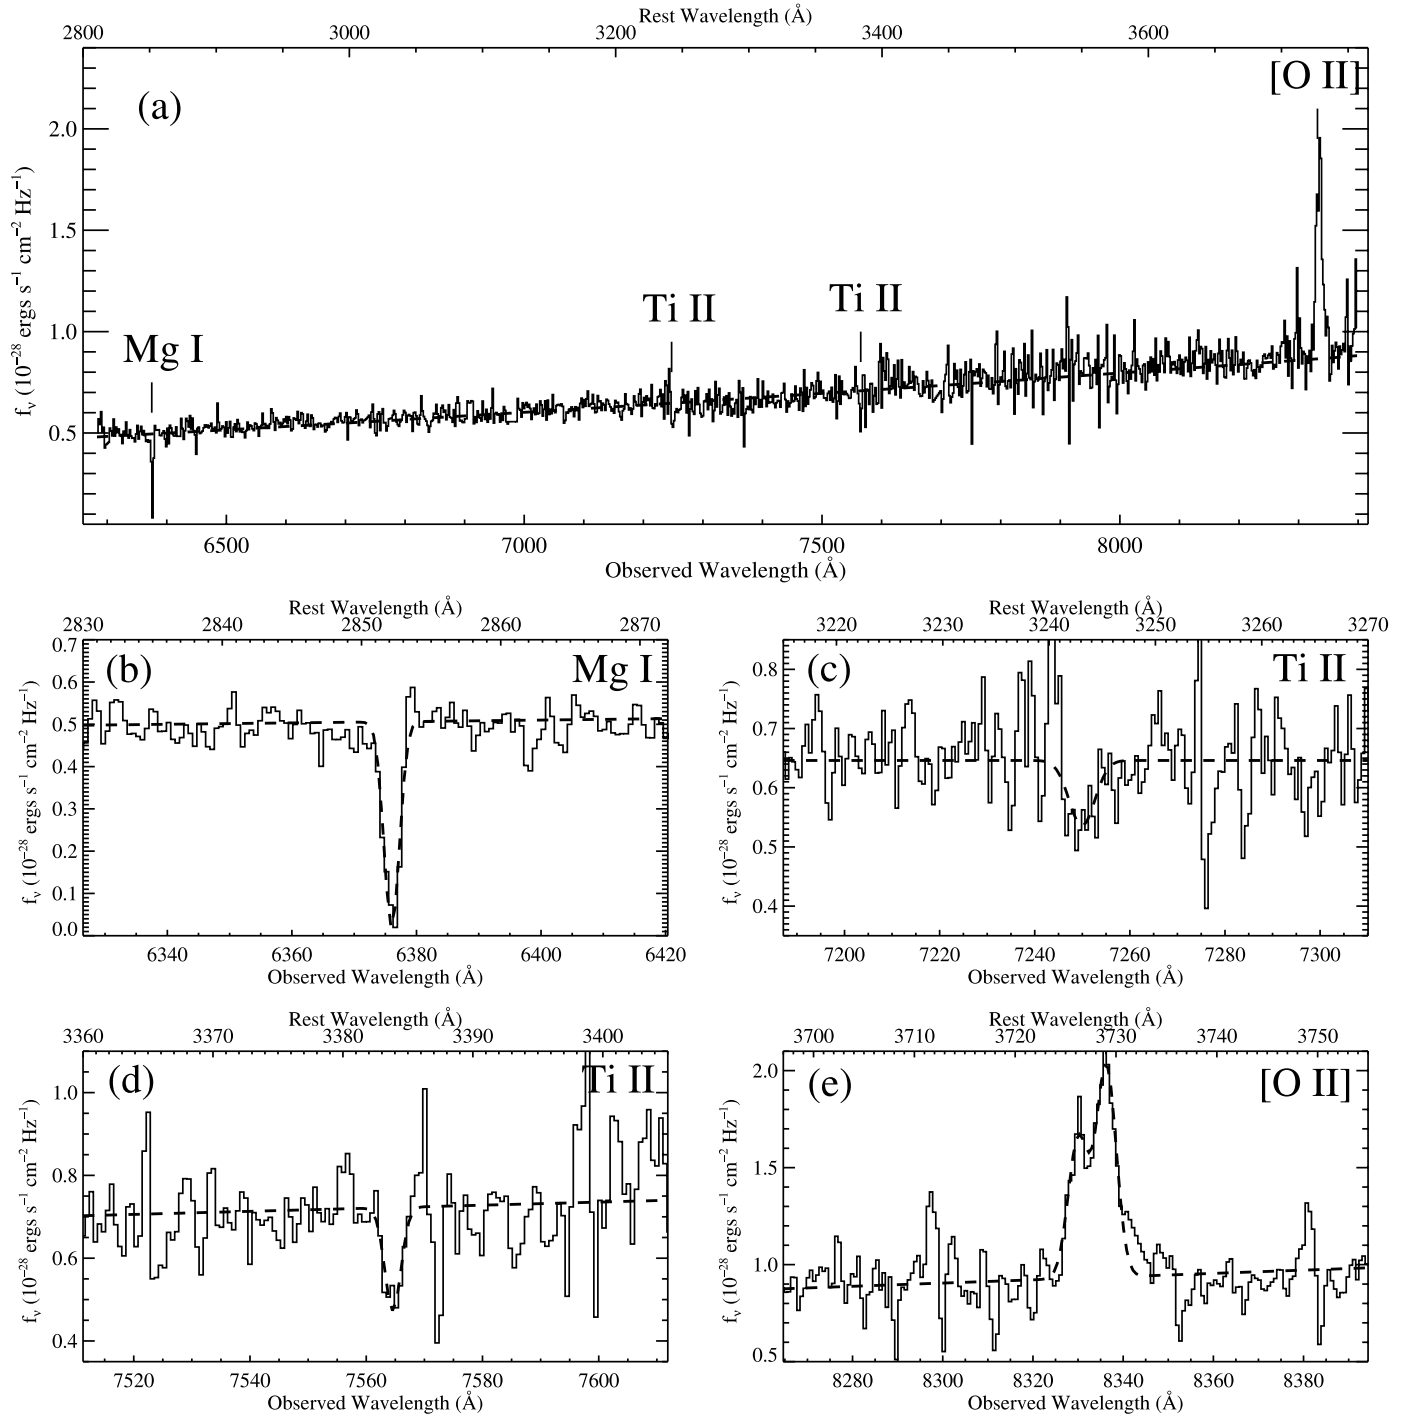 Rest Wavelength (Å)
2800 3000 3200 3400 3600
(a)
[O II]
Ti II
Ti II
Mg I
2.0
1.5
1.0
0.5
fν (10−28 ergs s−1 cm−2 Hz−1)
6500 7000 7500 8000
Observed Wavelength (Å)
Rest Wavelength (Å)
2830 2840 2850 2860 2870
(b)
Mg I
0.7
0.6
0.5
0.4
0.3
0.2
0.1
0.0
fν (10−28 ergs s−1 cm−2 Hz−1)
6340 6360 6380 6400 6420
Observed Wavelength (Å)
Rest Wavelength (Å)
3220 3230 3240 3250 3260 3270
(c)
Ti II
0.8
0.7
0.6
0.5
0.4
fν (10−28 ergs s−1 cm−2 Hz−1)
7200 7220 7240 7260 7280 7300
Observed Wavelength (Å)
Rest Wavelength (Å)
3360 3370 3380 3390 3400
(d)
Ti II
1.0
0.8
0.6
0.4
fν (10−28 ergs s−1 cm−2 Hz−1)
7520 7540 7560 7580 7600
Observed Wavelength (Å)
Rest Wavelength (Å)
3700 3710 3720 3730 3740 3750
(e)
[O II]
2.0
1.5
1.0
0.5
fν (10−28 ergs s−1 cm−2 Hz−1)
8280 8300 8320 8340 8360 8380
Observed Wavelength (Å)